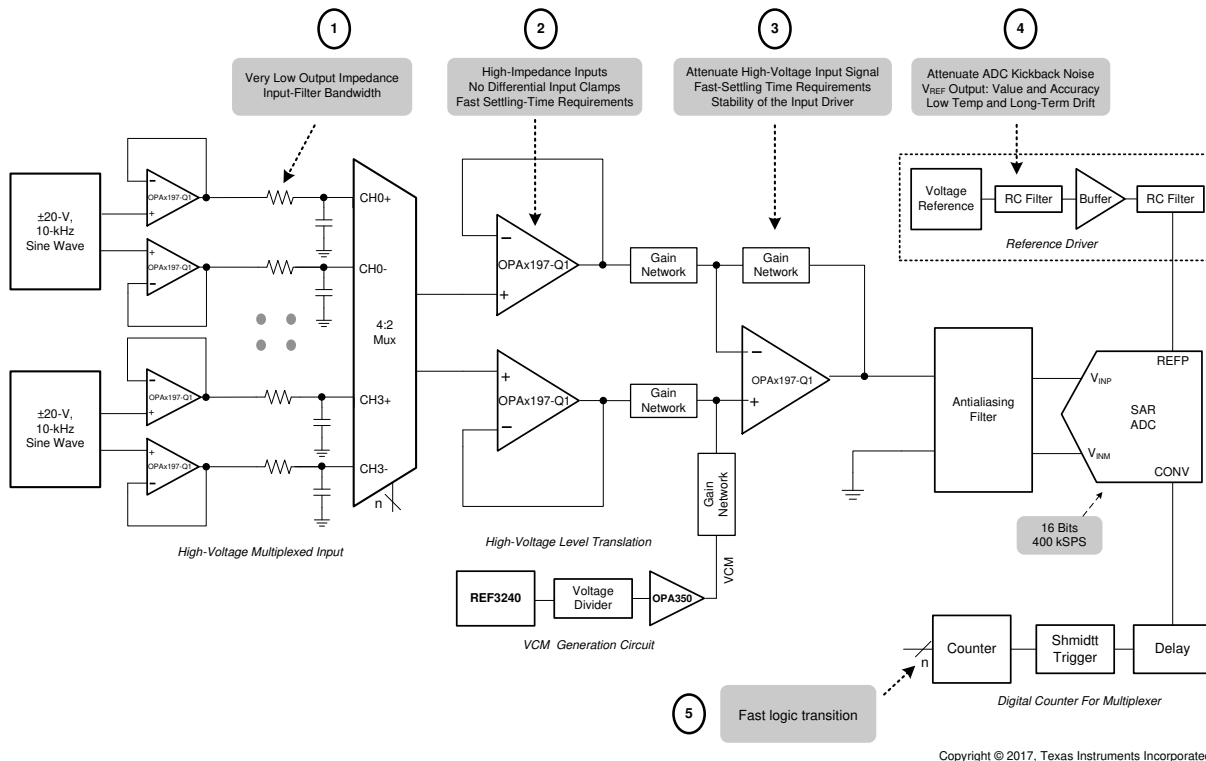 1
2
3
4
Very Low Output Impedance
Input-Filter Bandwidth
High-Impedance Inputs
No Differential Input Clamps
Fast Settling-Time Requirements
Attenuate High-Voltage Input Signal
Fast-Settling Time Requirements
Stability of the Input Driver
Attenuate ADC Kickback Noise
VREF Output: Value and Accuracy
Low Temp and Long-Term Drift
±20-V,
10-kHz
Sine Wave
OPAx197-Q1
OPAx197-Q1
±20-V,
10-kHz
Sine Wave
OPAx197-Q1
OPAx197-Q1
CH0+
CH0-
4:2
Mux
CH3+
CH3-
n
High-Voltage Multiplexed Input
OPAx197-Q1
OPAx197-Q1
Gain
Network
Gain
Network
Gain
Network
Gain
Network
OPAx197-Q1
High-Voltage Level Translation
VCM
REF3240
Voltage
Divider
OPA350
VCM Generation Circuit
Voltage
Reference
RC Filter
Buffer
RC Filter
Reference Driver
Antialiasing
Filter
REFP
VINP
SAR
ADC
VINM
CONV
16 Bits
400 kSPS
n
Counter
Shmidtt
Trigger
Delay
Digital Counter For Multiplexer
5
Fast logic transition
Copyright © 2017, Texas Instruments Incorporated